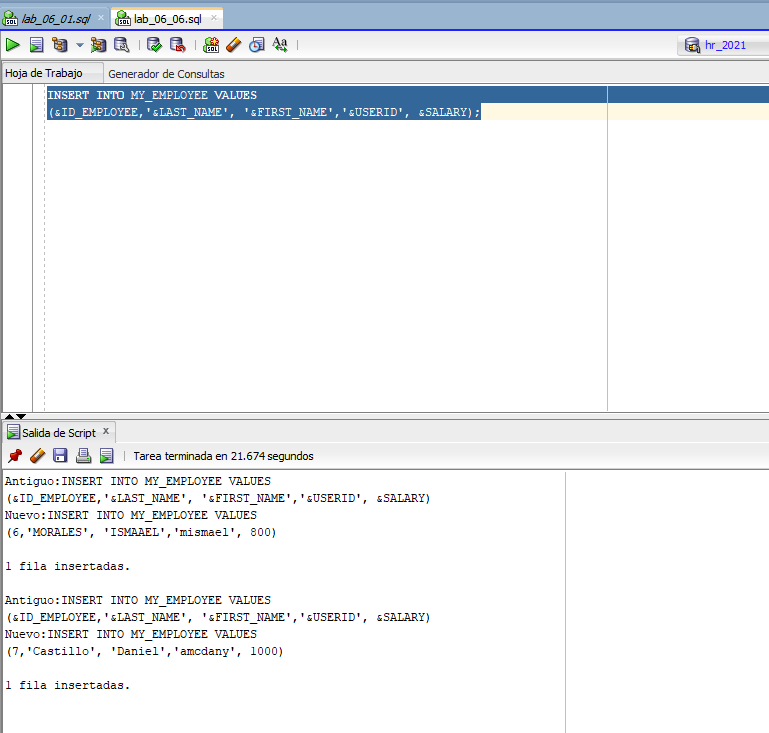 lab_06_01.sql
lab_06_06.sql
hr_2021
Hoja de Trabajo
Generador de Consultas
INSERT INTO MY_EMPLOYEE VALUES
(&ID_EMPLOYEE,'&LAST_NAME', '&FIRST_NAME','&USERID', &SALARY);
Salida de Script
Tarea terminada en 21.674 segundos
Antiguo:INSERT INTO MY_EMPLOYEE VALUES
(&ID_EMPLOYEE,'&LAST_NAME', '&FIRST_NAME','&USERID', &SALARY)
Nuevo:INSERT INTO MY_EMPLOYEE VALUES
(6,'MORALES', 'ISMAAEL','mismael', 800)
1 fila insertadas.
Antiguo:INSERT INTO MY_EMPLOYEE VALUES
(&ID_EMPLOYEE,'&LAST_NAME', '&FIRST_NAME','&USERID', &SALARY)
Nuevo:INSERT INTO MY_EMPLOYEE VALUES
(7,'Castillo', 'Daniel','amcdany', 1000)
1 fila insertadas.